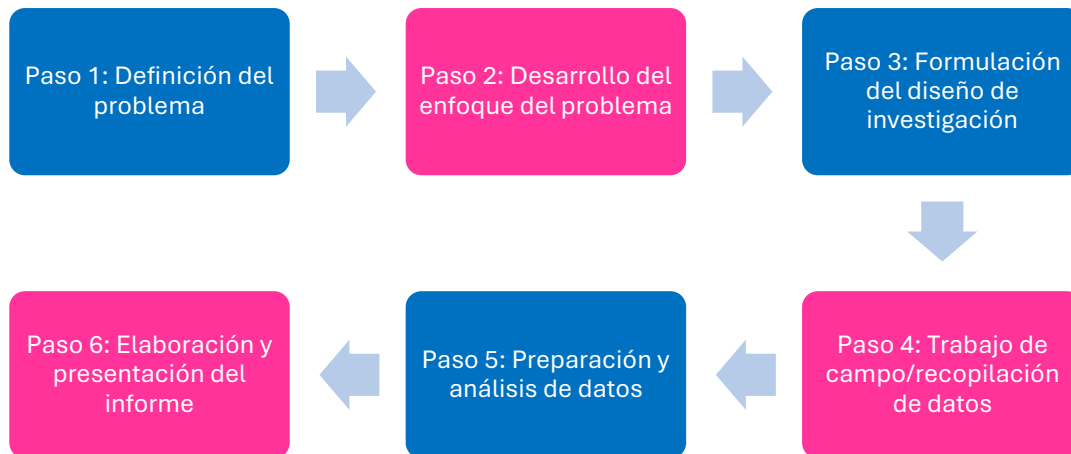 Paso 1: Definición del
problema
Paso 2: Desarrollo del
enfoque del problema
Paso 3: Formulación
del diseño de
investigación
Paso 4: Trabajo de
campo/recopilación
de datos
Paso 5: Preparación y
análisis de datos
Paso 6: Elaboración y
presentación del
informe